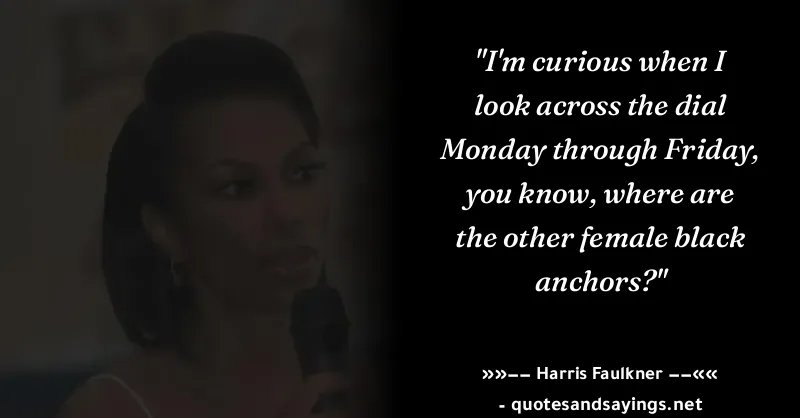 "I'm curious when I
look across the dial
Monday through Friday,
you know, where are
the other female black
anchors?"
»»—– Harris Faulkner —–««
- quotesandsayings.net